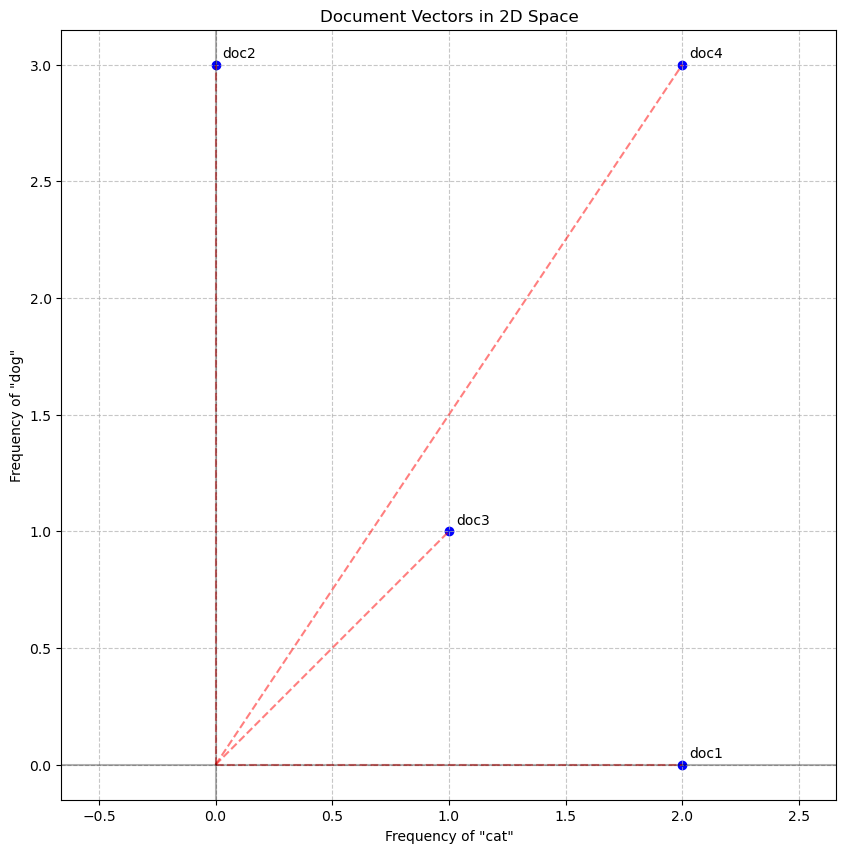 Document Vectors in 2D Space
doc2
doc4
3.0
2.5
2.0
1.5
doc3
1.0
0.5
doc1
0.0
Frequency of "dog"
−0.5 0.0 0.5 1.0 1.5 2.0 2.5
Frequency of "cat"